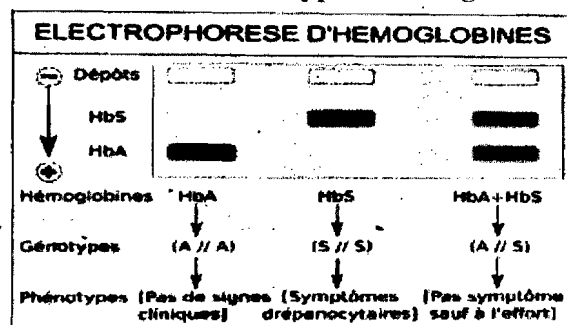 ELECTROPHORESE D'HEMOGLOBINES
Dépôts
HbS
HbA
Hémoglobines HbA HbS HbA+HbS
Génotypes (A // A) (S // S) (A // S)
Phénotypes [Pas de signes [Symptômes [Pas symptôme
cliniques] drépanocytaires] sauf à l'effort]